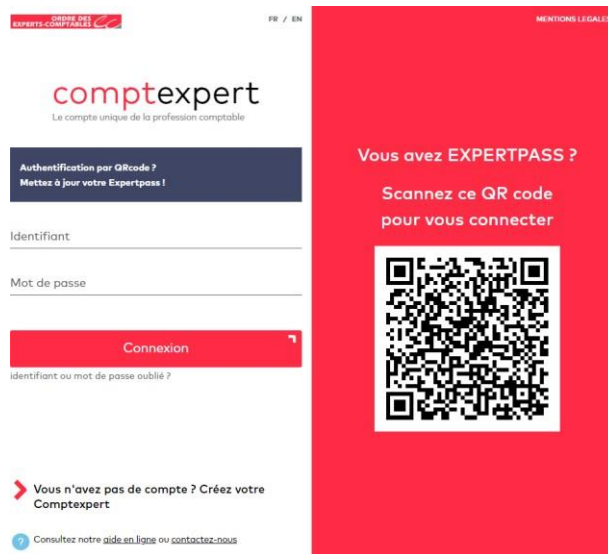 ORDRE DES
EXPERTS-COMPTABLES
FR / EN
comptexpert
Le compte unique de la profession comptable
Authentification par QRcode ?
Mettez à jour votre Expertpass !
Identifiant
Mot de passe
Connexion
identifiant ou mot de passe oublié ?
Vous n'avez pas de compte ? Créez votre
Comptexpert
? Consultez notre aide en ligne ou contactez-nous
MENTIONS LEGALES
Vous avez EXPERTPASS ?
Scannez ce QR code
pour vous connecter